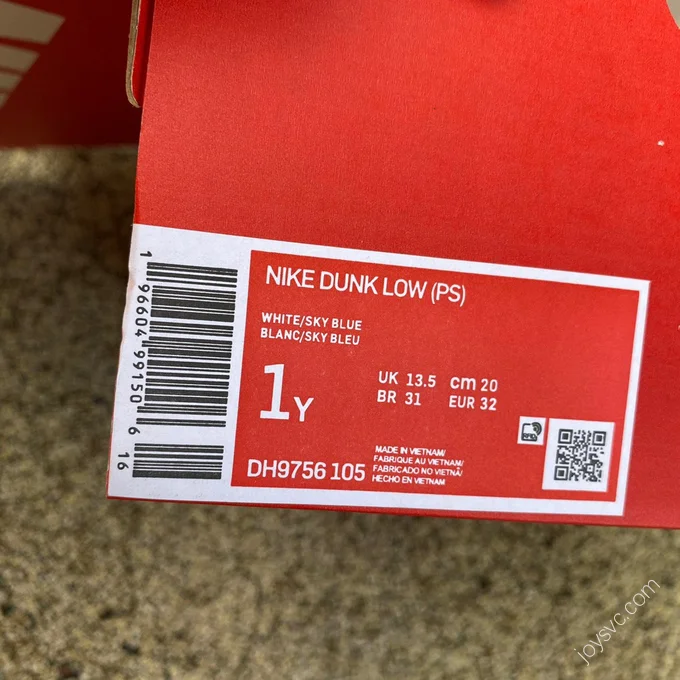 NIKE DUNK LOW (PS)
WHITE/SKY BLUE
BLANC/SKY BLEU
1Y
UK 13.5 cm 20
BR 31 EUR 32
DH9756 105
MADE IN VIETNAM/
FABRIQUE AU VIETNAM/
FABRICADO NO VIETNÃ/
HECHO EN VIETNAM
1 96604 99150 6 16
joysvc.com